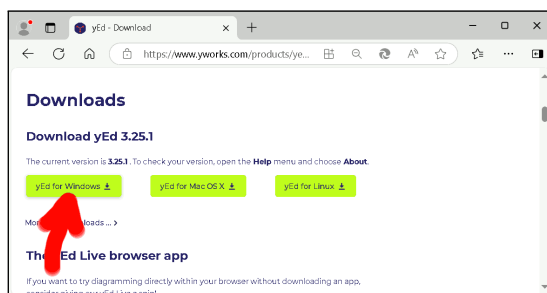 yEd - Download
https://www.yworks.com/products/ye...
Downloads
Download yEd 3.25.1
The current version is 3.25.1. To check your version, open the Help menu and choose About.
yEd for Windows
yEd for Mac OS X
yEd for Linux
loads ... >
The yEd Live browser app
If you want to try diagramming directly within your browser without downloading an app,